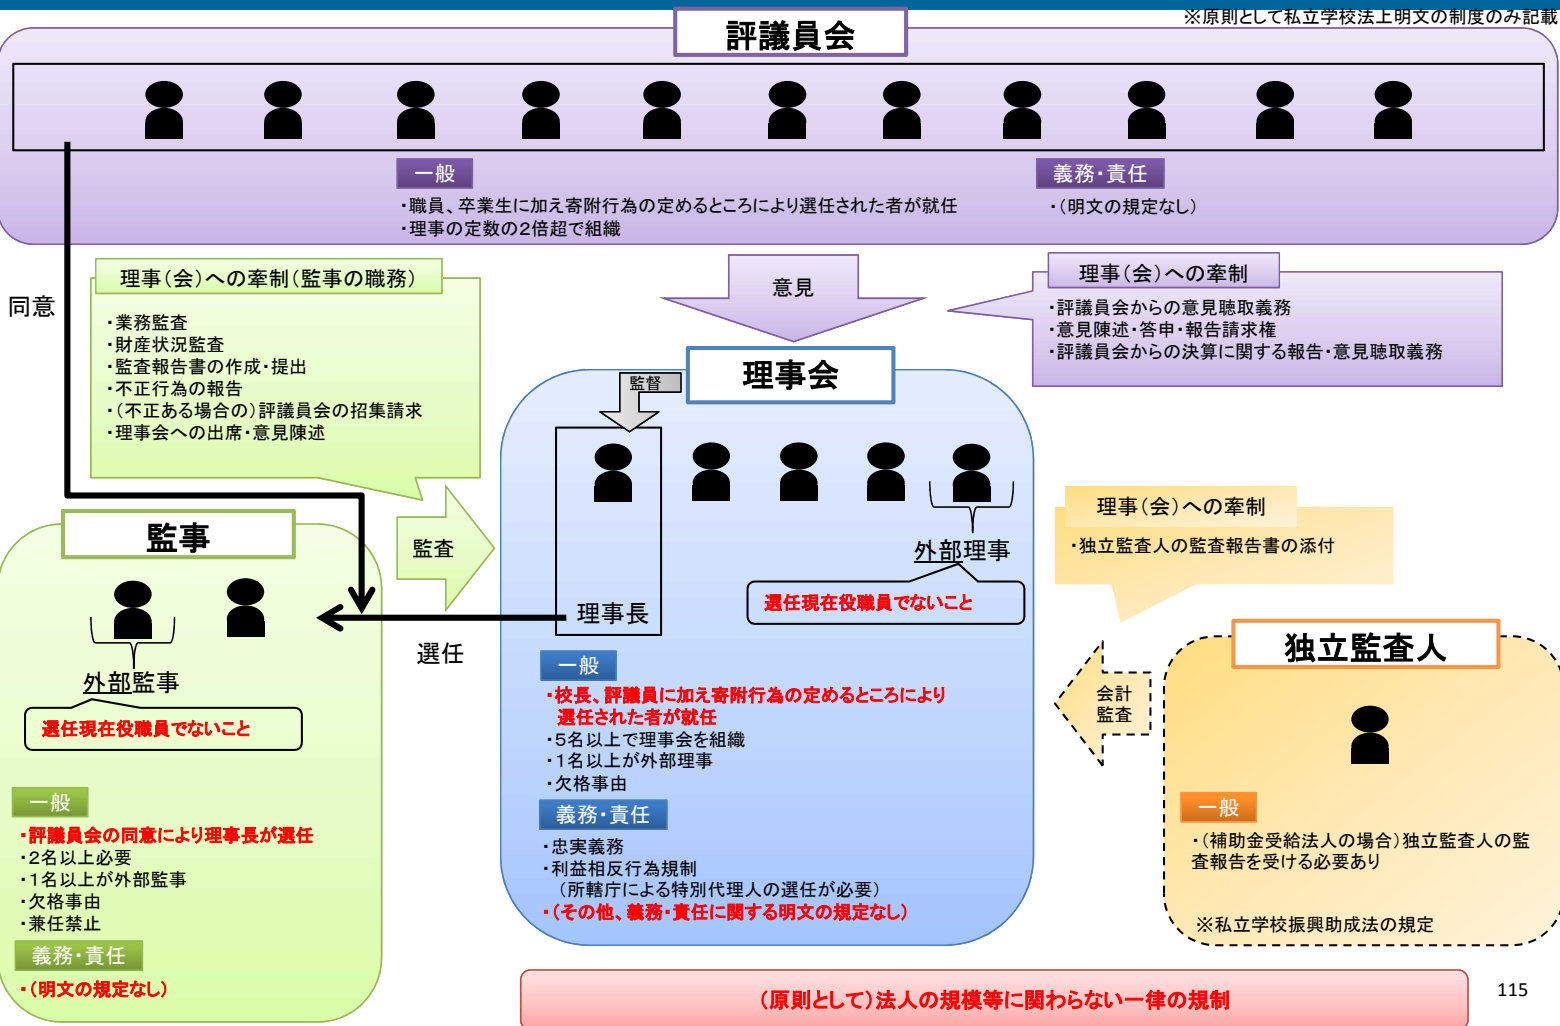 ※原則として私立学校法上明文の制度のみ記載
評議員会
一般
・職員、卒業生に加え寄附行為の定めるところにより選任された者が就任
・理事の定数の２倍超で組織
義務・責任
・（明文の規定なし）
同意
理事（会）への牽制（監事の職務）
・業務監査
・財産状況監査
・監査報告書の作成・提出
・不正行為の報告
・（不正ある場合の）評議員会の招集請求
・理事会への出席・意見陳述
意見
理事（会）への牽制
・評議員会からの意見聴取義務
・意見陳述・答申・報告請求権
・評議員会からの決算に関する報告・意見聴取義務
監督
理事会
理事長
外部理事
選任現在役職員でないこと
一般
・校長、評議員に加え寄附行為の定めるところにより
選任された者が就任
・５名以上で理事会を組織
・１名以上が外部理事
・欠格事由
義務・責任
・忠実義務
・利益相反行為規制
（所轄庁による特別代理人の選任が必要）
・（その他、義務・責任に関する明文の規定なし）
監査
選任
監事
外部監事
選任現在役職員でないこと
一般
・評議員会の同意により理事長が選任
・２名以上必要
・１名以上が外部監事
・欠格事由
・兼任禁止
義務・責任
・（明文の規定なし）
理事（会）への牽制
・独立監査人の監査報告書の添付
会計
監査
独立監査人
一般
・（補助金受給法人の場合）独立監査人の監
査報告を受ける必要あり
※私立学校振興助成法の規定
（原則として）法人の規模等に関わらない一律の規制
115